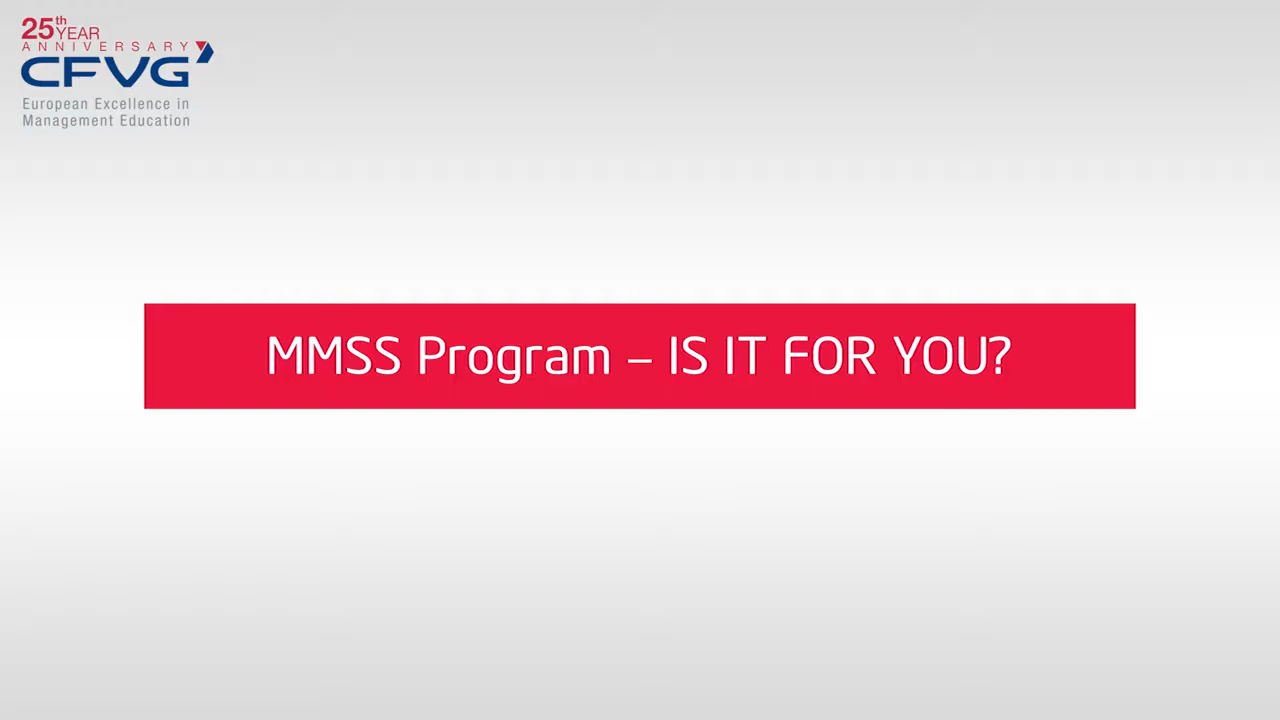 25th YEAR
ANNIVERSARY
CFVG
European Excellence in
Management Education
MMSS Program – IS IT FOR YOU?